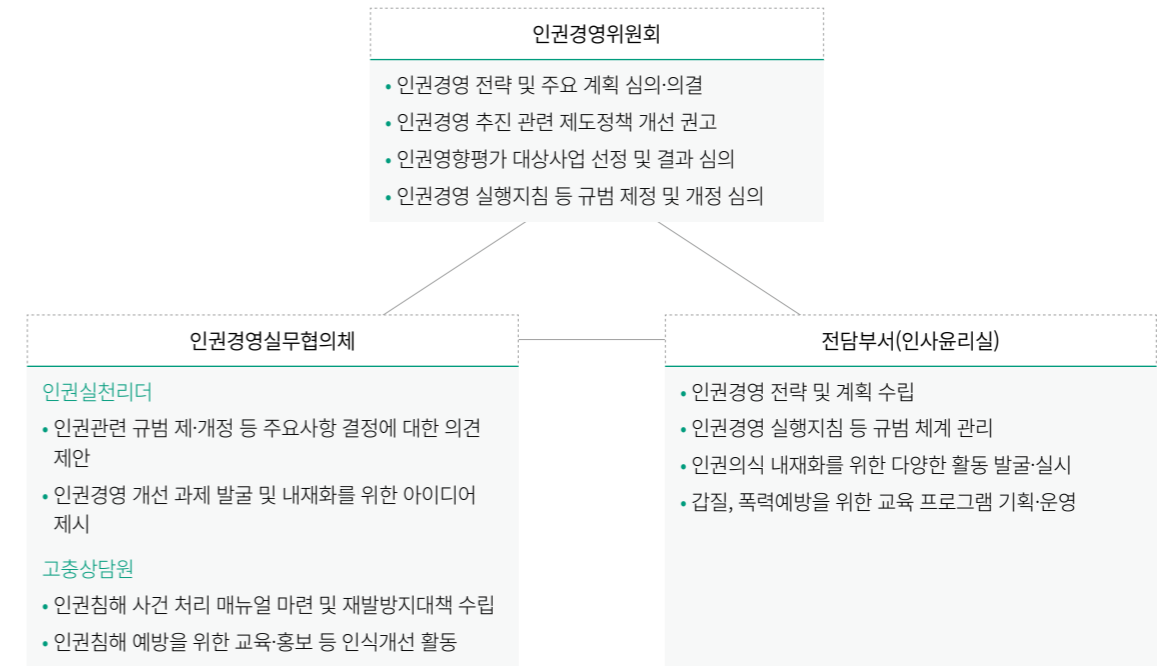 인권경영위원회
• 인권경영 전략 및 주요 계획 심의·의결
• 인권경영 추진 관련 제도정책 개선 권고
• 인권영향평가 대상사업 선정 및 결과 심의
• 인권경영 실행지침 등 규범 제정 및 개정 심의
인권경영실무협의체
인권실천리더
• 인권관련 규범 제·개정 등 주요사항 결정에 대한 의견
제안
• 인권경영 개선 과제 발굴 및 내재화를 위한 아이디어
제시
고충상담원
• 인권침해 사건 처리 매뉴얼 마련 및 재발방지대책 수립
• 인권침해 예방을 위한 교육·홍보 등 인식개선 활동
전담부서(인사윤리실)
• 인권경영 전략 및 계획 수립
• 인권경영 실행지침 등 규범 체계 관리
• 인권의식 내재화를 위한 다양한 활동 발굴·실시
• 갑질, 폭력예방을 위한 교육 프로그램 기획·운영